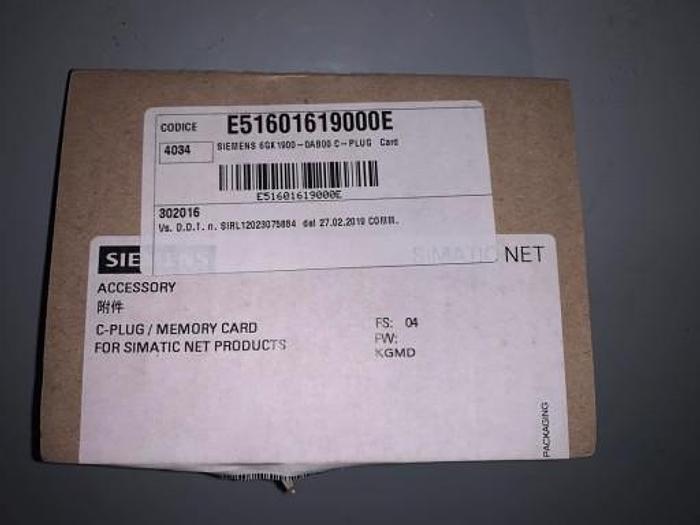 CODICE E51601619000E
4034 SIEMENS 6GK1900-0AB00 C-PLUG Card
E51601619000E
302016
Vs. D.D.T. n. SIRL12023075884 del 27.02.2019 COMM.
SIEMENS SIMATIC NET
ACCESSORY
附件
C-PLUG / MEMORY CARD FS: 04
FOR SIMATIC NET PRODUCTS FW:
KGMD
PACKAGING